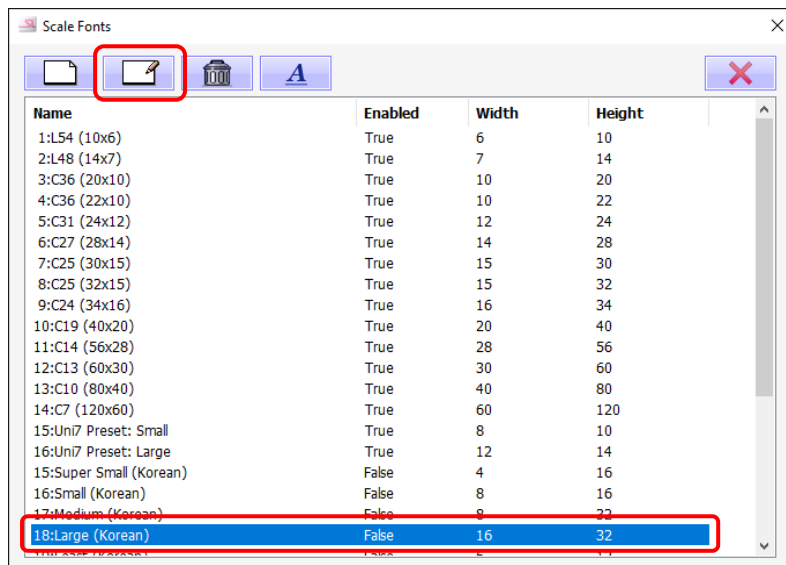 Scale Fonts
A
Name Enabled Width Height
1:L54 (10x6) True 6 10
2:L48 (14x7) True 7 14
3:C36 (20x10) True 10 20
4:C36 (22x10) True 10 22
5:C31 (24x12) True 12 24
6:C27 (28x14) True 14 28
7:C25 (30x15) True 15 30
8:C25 (32x15) True 15 32
9:C24 (34x16) True 16 34
10:C19 (40x20) True 20 40
11:C14 (56x28) True 28 56
12:C13 (60x30) True 30 60
13:C10 (80x40) True 40 80
14:C7 (120x60) True 60 120
15:Uni7 Preset: Small True 8 10
16:Uni7 Preset: Large True 12 14
15:Super Small (Korean) False 4 16
16:Small (Korean) False 8 16
17:Medium (Korean) False 8 32
18:Large (Korean) False 16 32